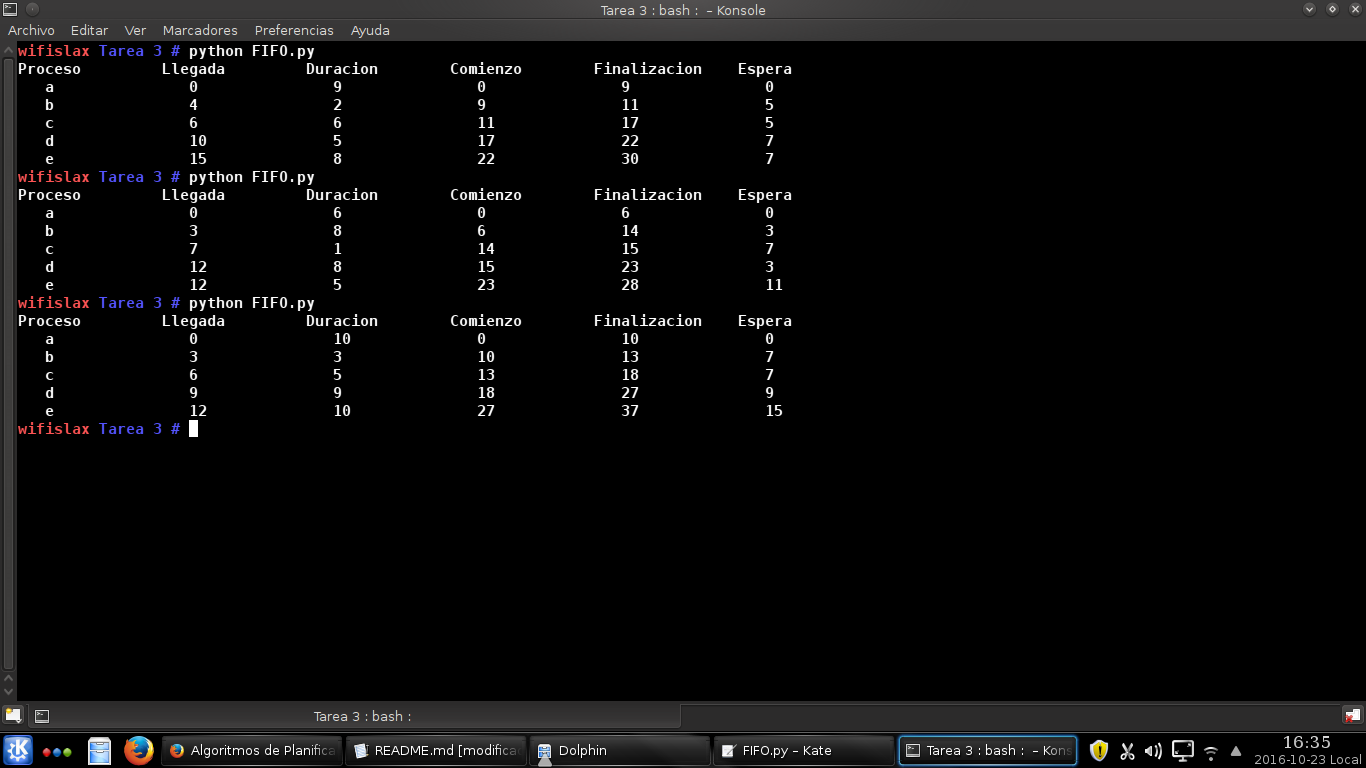 Tarea 3 : bash :  – Konsole
Archivo Editar Ver Marcadores Preferencias Ayuda
wifislax Tarea 3 # python FIFO.py
Proceso Llegada Duracion Comienzo Finalizacion Espera
a 0 9 0 9 0
b 4 2 9 11 5
c 6 6 11 17 5
d 10 5 17 22 7
e 15 8 22 30 7
wifislax Tarea 3 # python FIFO.py
Proceso Llegada Duracion Comienzo Finalizacion Espera
a 0 6 0 6 0
b 3 8 6 14 3
c 7 1 14 15 7
d 12 8 15 23 3
e 12 5 23 28 11
wifislax Tarea 3 # python FIFO.py
Proceso Llegada Duracion Comienzo Finalizacion Espera
a 0 10 0 10 0
b 3 3 10 13 7
c 6 5 13 18 7
d 9 9 18 27 9
e 12 10 27 37 15
wifislax Tarea 3 #
Tarea 3 : bash :
Algoritmos de Planifica README.md [modifica Dolphin FIFO.py – Kate Tarea 3 : bash :  – Kons 16:35
2016-10-23 Local